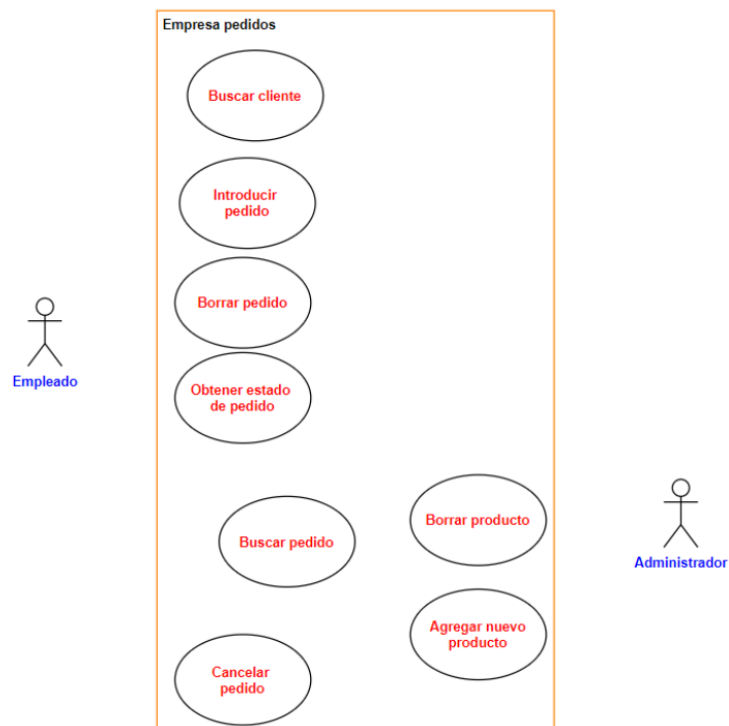 Empresa pedidos
Buscar cliente
Introducir
pedido
Borrar pedido
Empleado
Obtener estado
de pedido
Buscar pedido
Borrar producto
Administrador
Agregar nuevo
producto
Cancelar
pedido